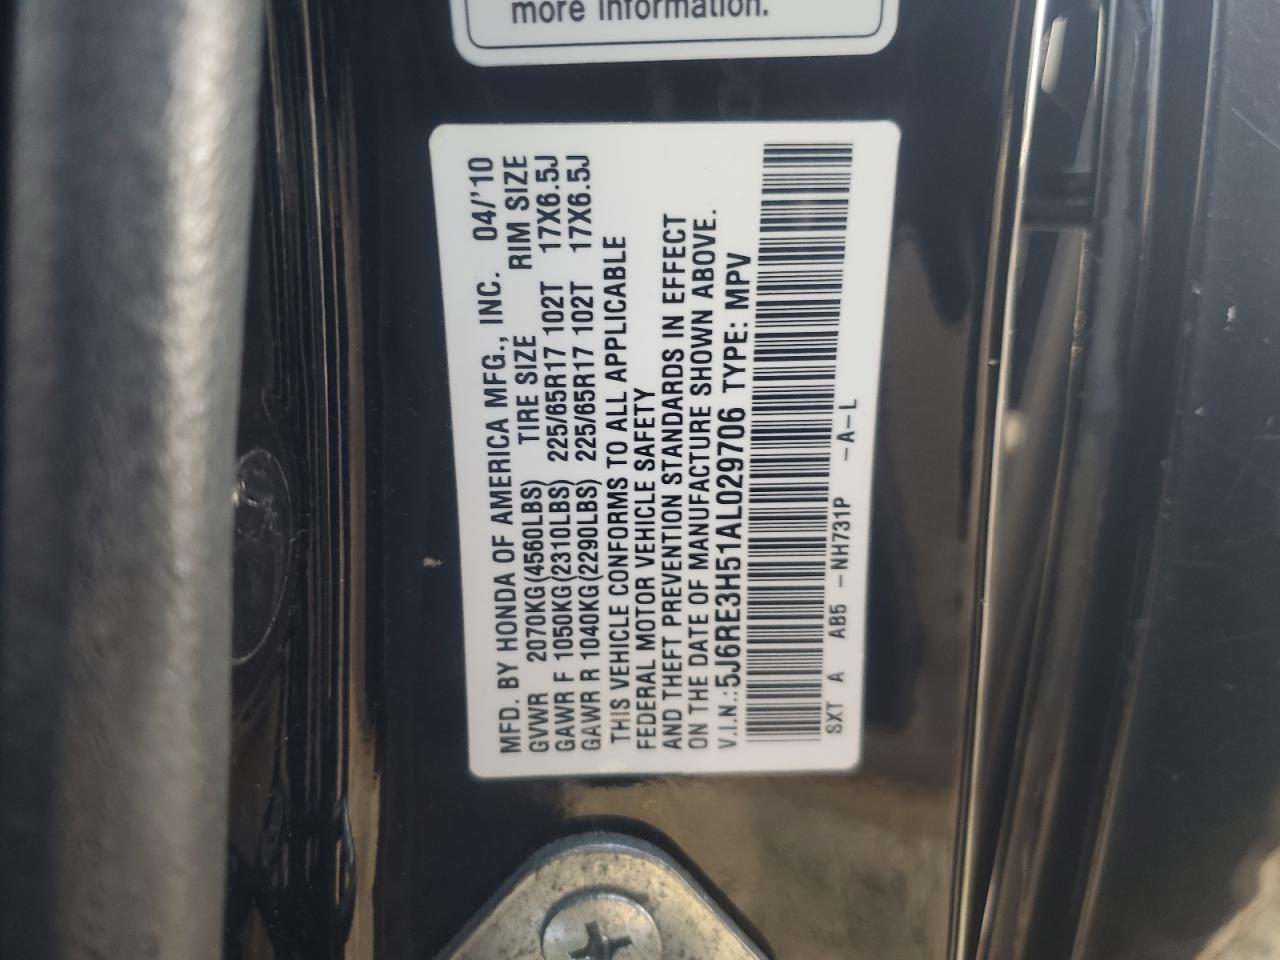 more information.
MFD. BY HONDA OF AMERICA MFG., INC. 04/'10
GVWR 2070KG(4560LBS) TIRE SIZE RIM SIZE
GAWR F 1050KG(2310LBS) 225/65R17 102T 17X6.5J
GAWR R 1040KG(2290LBS) 225/65R17 102T 17X6.5J
THIS VEHICLE CONFORMS TO ALL APPLICABLE
FEDERAL MOTOR VEHICLE SAFETY
AND THEFT PREVENTION STANDARDS IN EFFECT
ON THE DATE OF MANUFACTURE SHOWN ABOVE.
V.I.N.:5J6RE3H51AL029706 TYPE: MPV
SXT A AB5 -NH731P -A-L